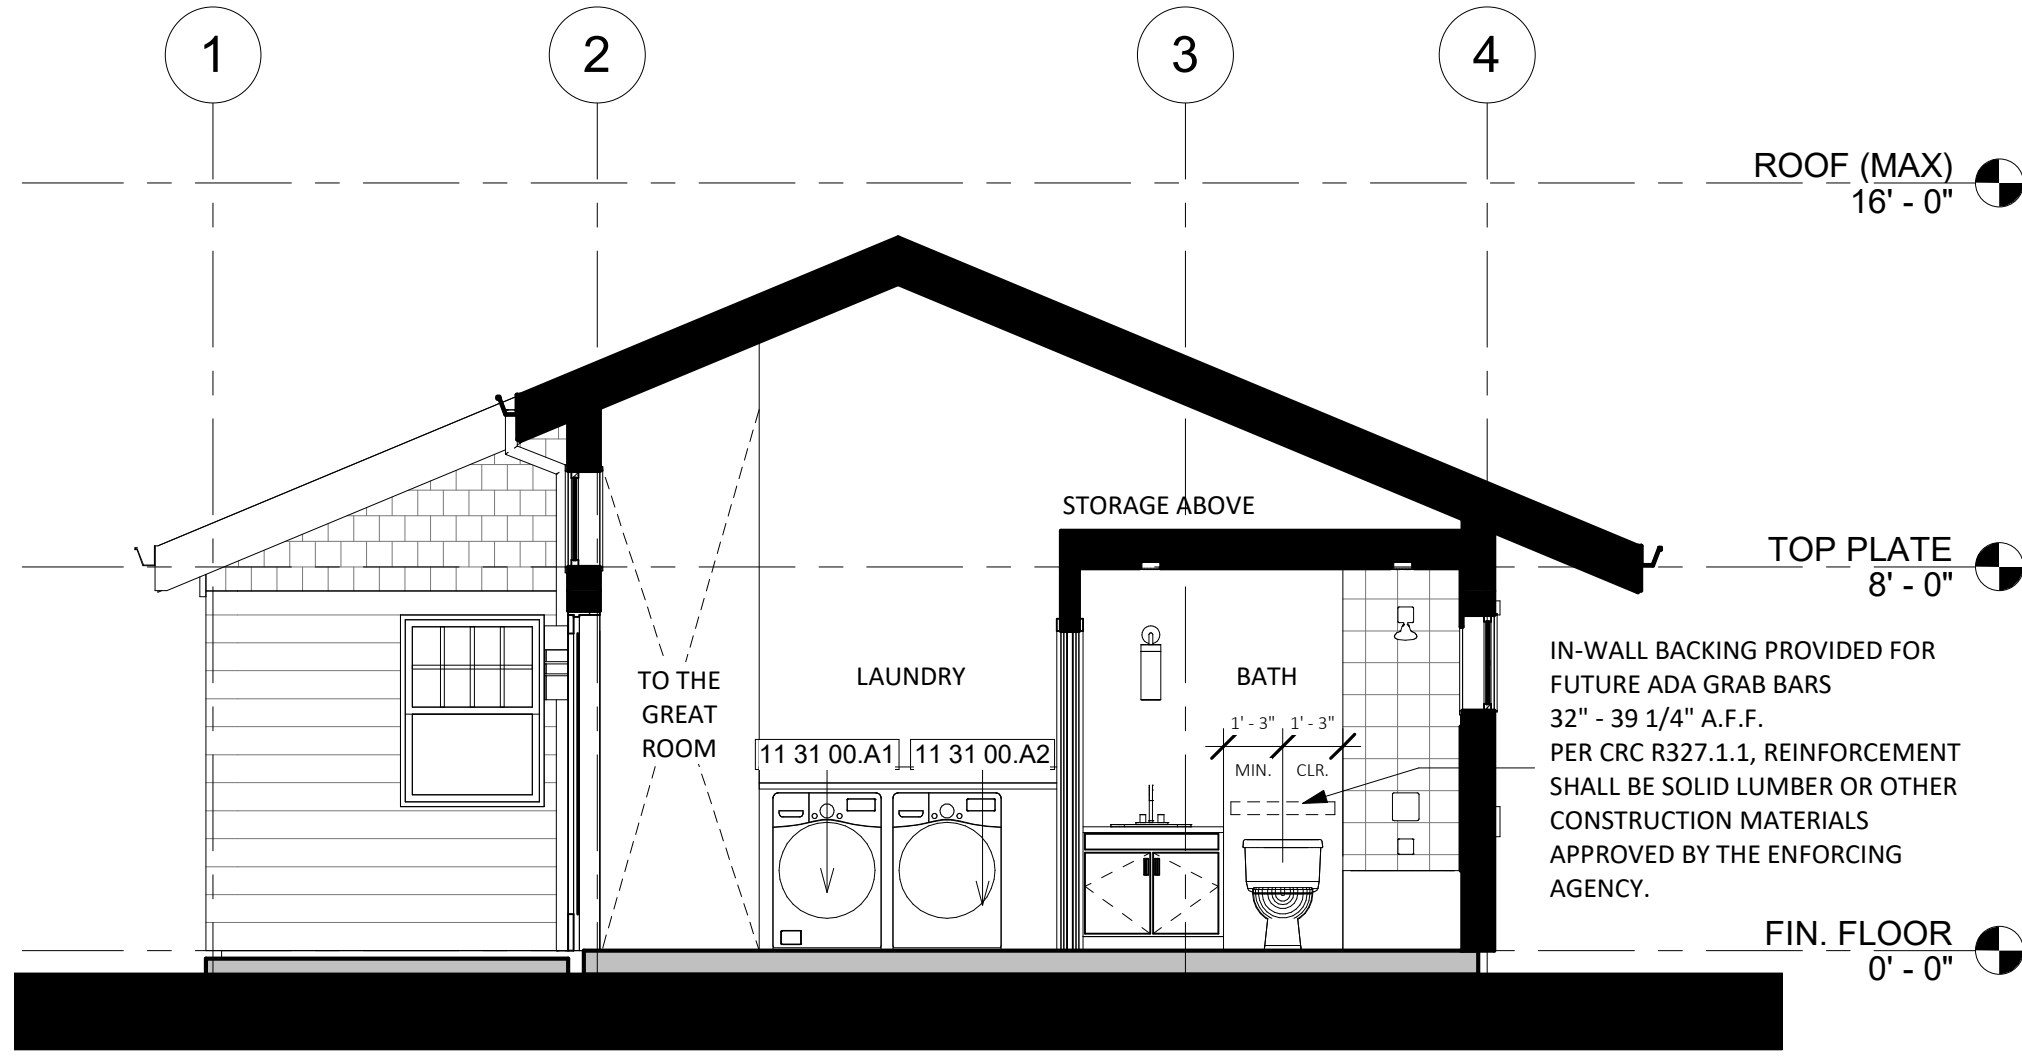 1
2
3
4
ROOF (MAX)
16' - 0"
STORAGE ABOVE
TOP PLATE
8' - 0"
TO THE
GREAT
ROOM
LAUNDRY
BATH
1' - 3" 1' - 3"
MIN. CLR.
11 31 00.A1 11 31 00.A2
IN-WALL BACKING PROVIDED FOR
FUTURE ADA GRAB BARS
32" - 39 1/4" A.F.F.
PER CRC R327.1.1, REINFORCEMENT
SHALL BE SOLID LUMBER OR OTHER
CONSTRUCTION MATERIALS
APPROVED BY THE ENFORCING
AGENCY.
FIN. FLOOR
0' - 0"